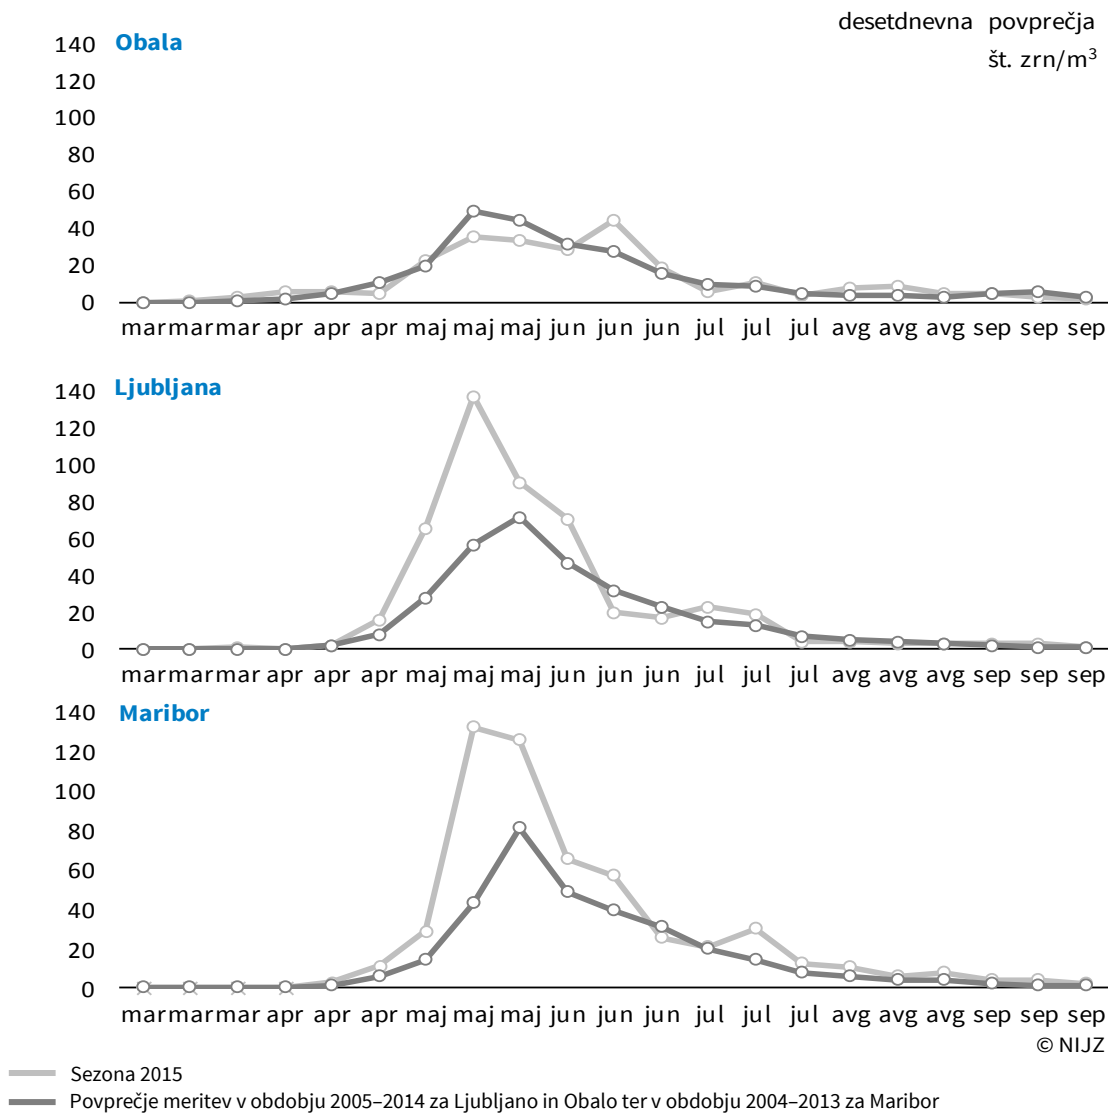 desetdnevna povprečja
št. zrn/m³
Obala
140
120
100
80
60
40
20
0
mar mar mar apr apr apr maj maj maj jun jun jun jul jul jul avg avg avg sep sep sep
Ljubljana
140
120
100
80
60
40
20
0
mar mar mar apr apr apr maj maj maj jun jun jun jul jul jul avg avg avg sep sep sep
Maribor
140
120
100
80
60
40
20
0
mar mar mar apr apr apr maj maj maj jun jun jun jul jul jul avg avg avg sep sep sep
© NIJZ
Sezona 2015
Povprečje meritev v obdobju 2005–2014 za Ljubljano in Obalo ter v obdobju 2004–2013 za Maribor